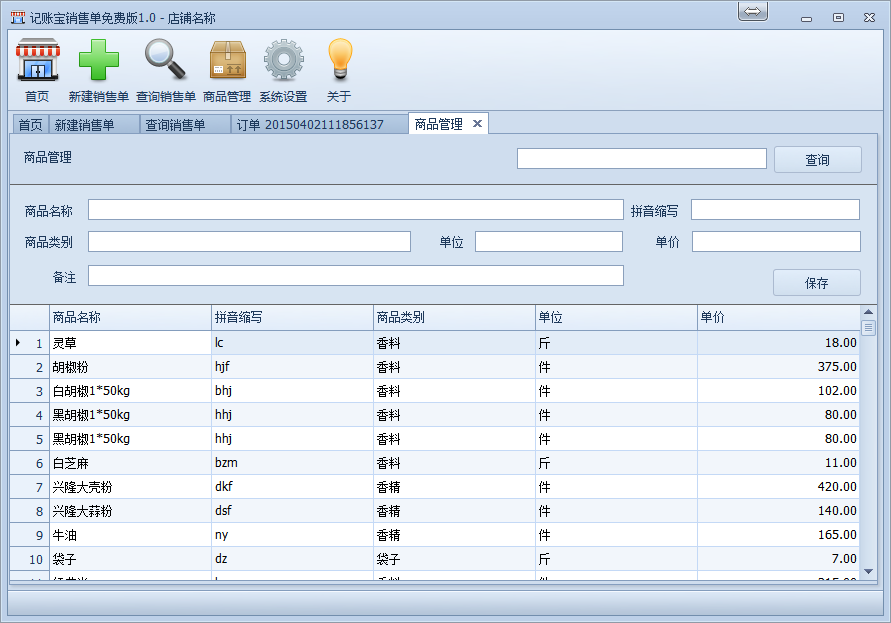 记账宝销售单免费版1.0 - 店铺名称
首页 新建销售单 查询销售单 商品管理 系统设置 关于
首页 新建销售单 查询销售单 订单 20150402111856137 商品管理
商品管理 查询
商品名称 拼音缩写
商品类别 单位 单价
备注
保存
商品名称 拼音缩写 商品类别 单位 单价
1 灵草 lc 香料 斤 18.00
2 胡椒粉 hjf 香料 件 375.00
3 白胡椒1*50kg bhj 香料 件 102.00
4 黑胡椒1*50kg hhj 香料 件 80.00
5 黑胡椒1*50kg hhj 香料 件 80.00
6 白芝麻 bzm 香料 斤 11.00
7 兴隆大壳粉 dkf 香精 件 420.00
8 兴隆大蒜粉 dsf 香精 件 140.00
9 牛油 ny 香精 件 165.00
10 袋子 dz 袋子 斤 7.00